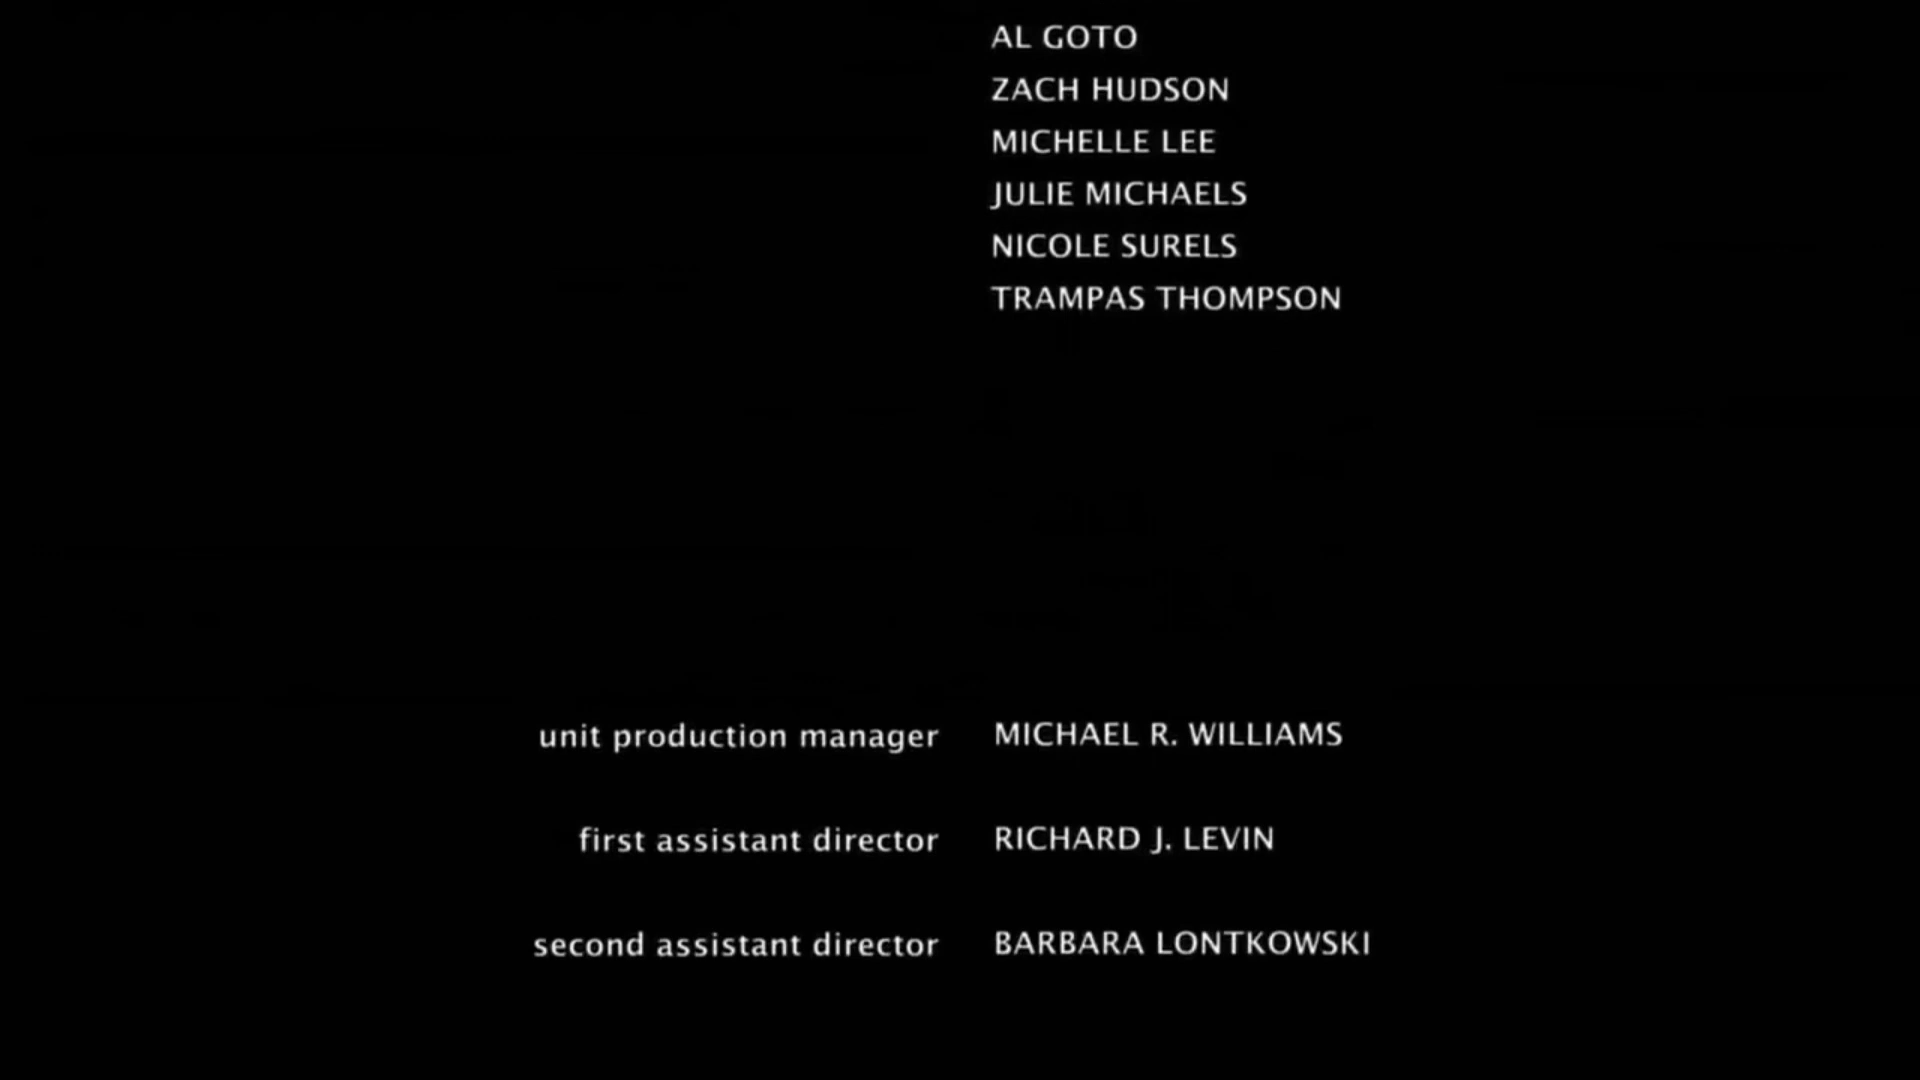 AL GOTO
ZACH HUDSON
MICHELLE LEE
JULIE MICHAELS
NICOLE SURELS
TRAMPAS THOMPSON
unit production manager MICHAEL R. WILLIAMS
first assistant director RICHARD J. LEVIN
second assistant director BARBARA LONTKOWSKI